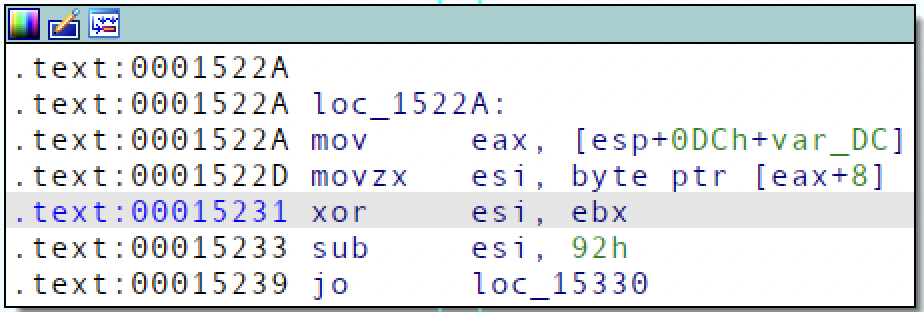 .text:0001522A
.text:0001522A loc_1522A:
.text:0001522A mov     eax, [esp+0DCh+var_DC]
.text:0001522D movzx   esi, byte ptr [eax+8]
.text:00015231 xor     esi, ebx
.text:00015233 sub     esi, 92h
.text:00015239 jo      loc_15330